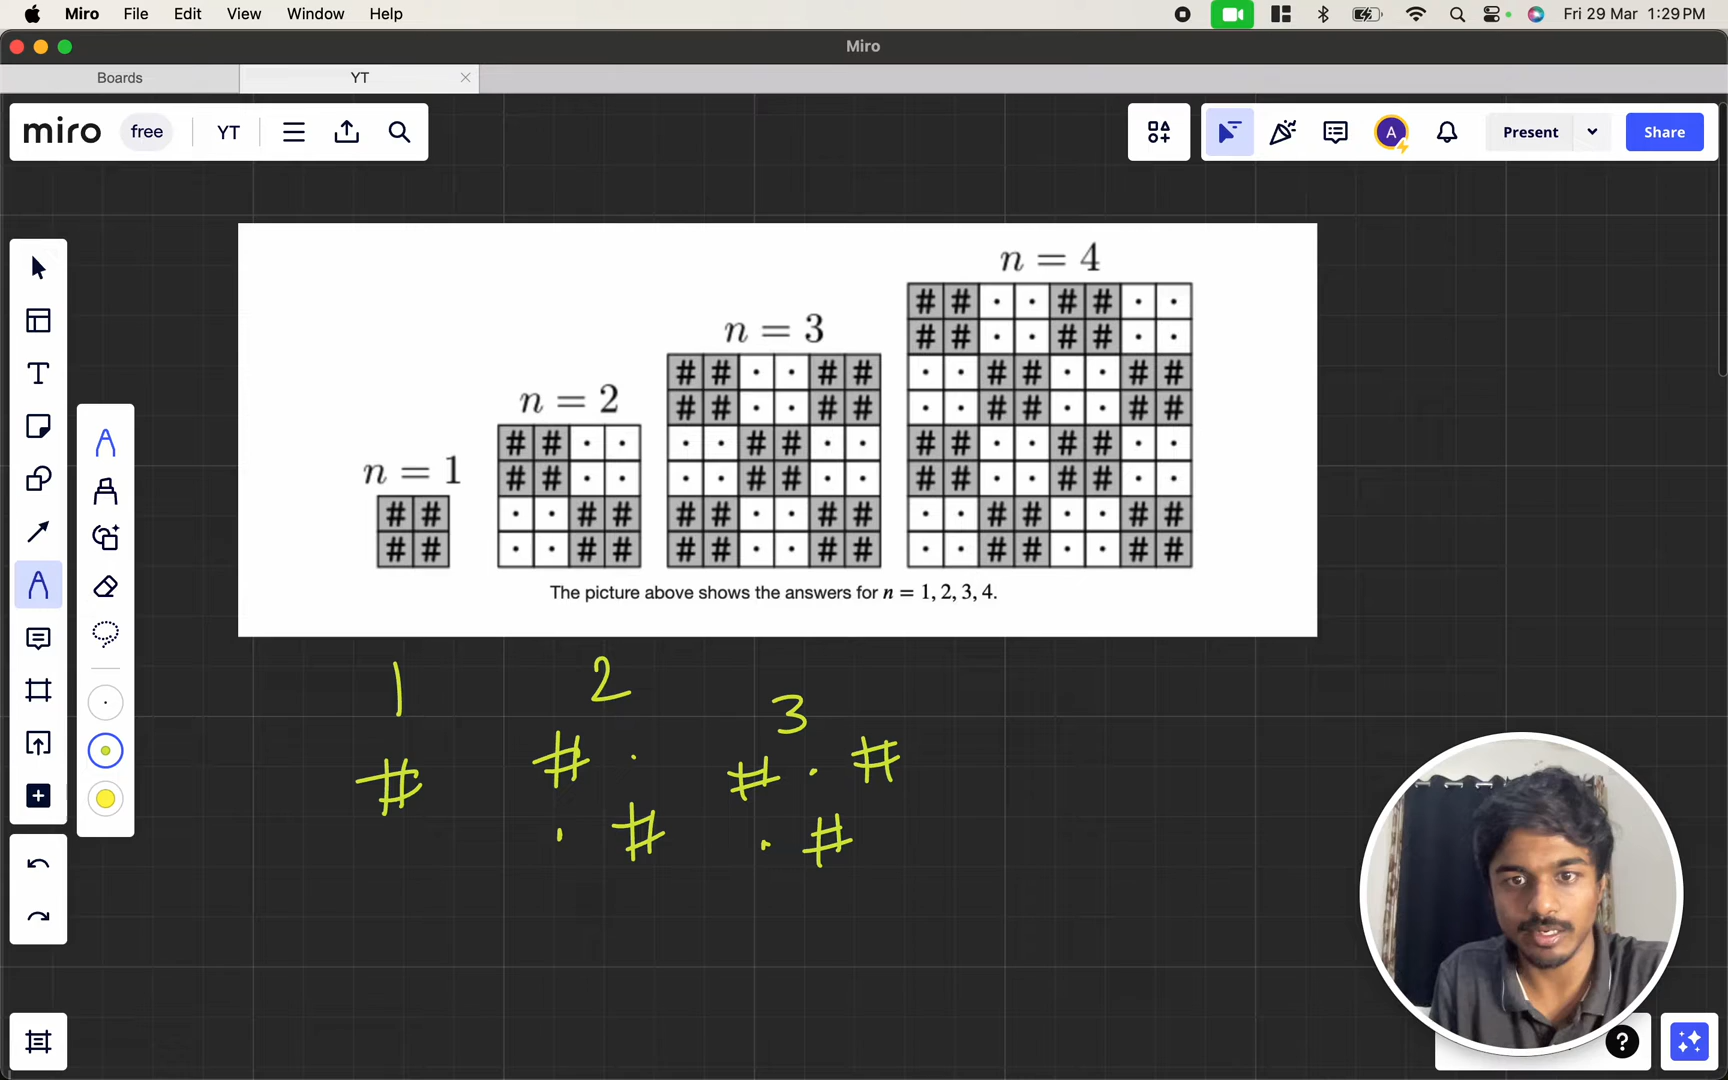 Miro File Edit View Window Help Fri 29 Mar 1:29 PM
Miro
Boards YT
miro free YT A Present Share
n = 4
n = 3
n = 2
n = 1
# # . . # # . .
# # . . # # . .
# # . . # # . . # # . . # #
# # . . # # . . # # . . # #
# # . . . . # # . . # # . . # # . .
# # . . . . # # . . # # . . # # . .
# # . . # # # # . . # # . . # # . . # #
# # . . # # # # . . # # . . # # . . # #
The picture above shows the answers for n = 1, 2, 3, 4.
1 2 3
# # . # . #
. # . #
?